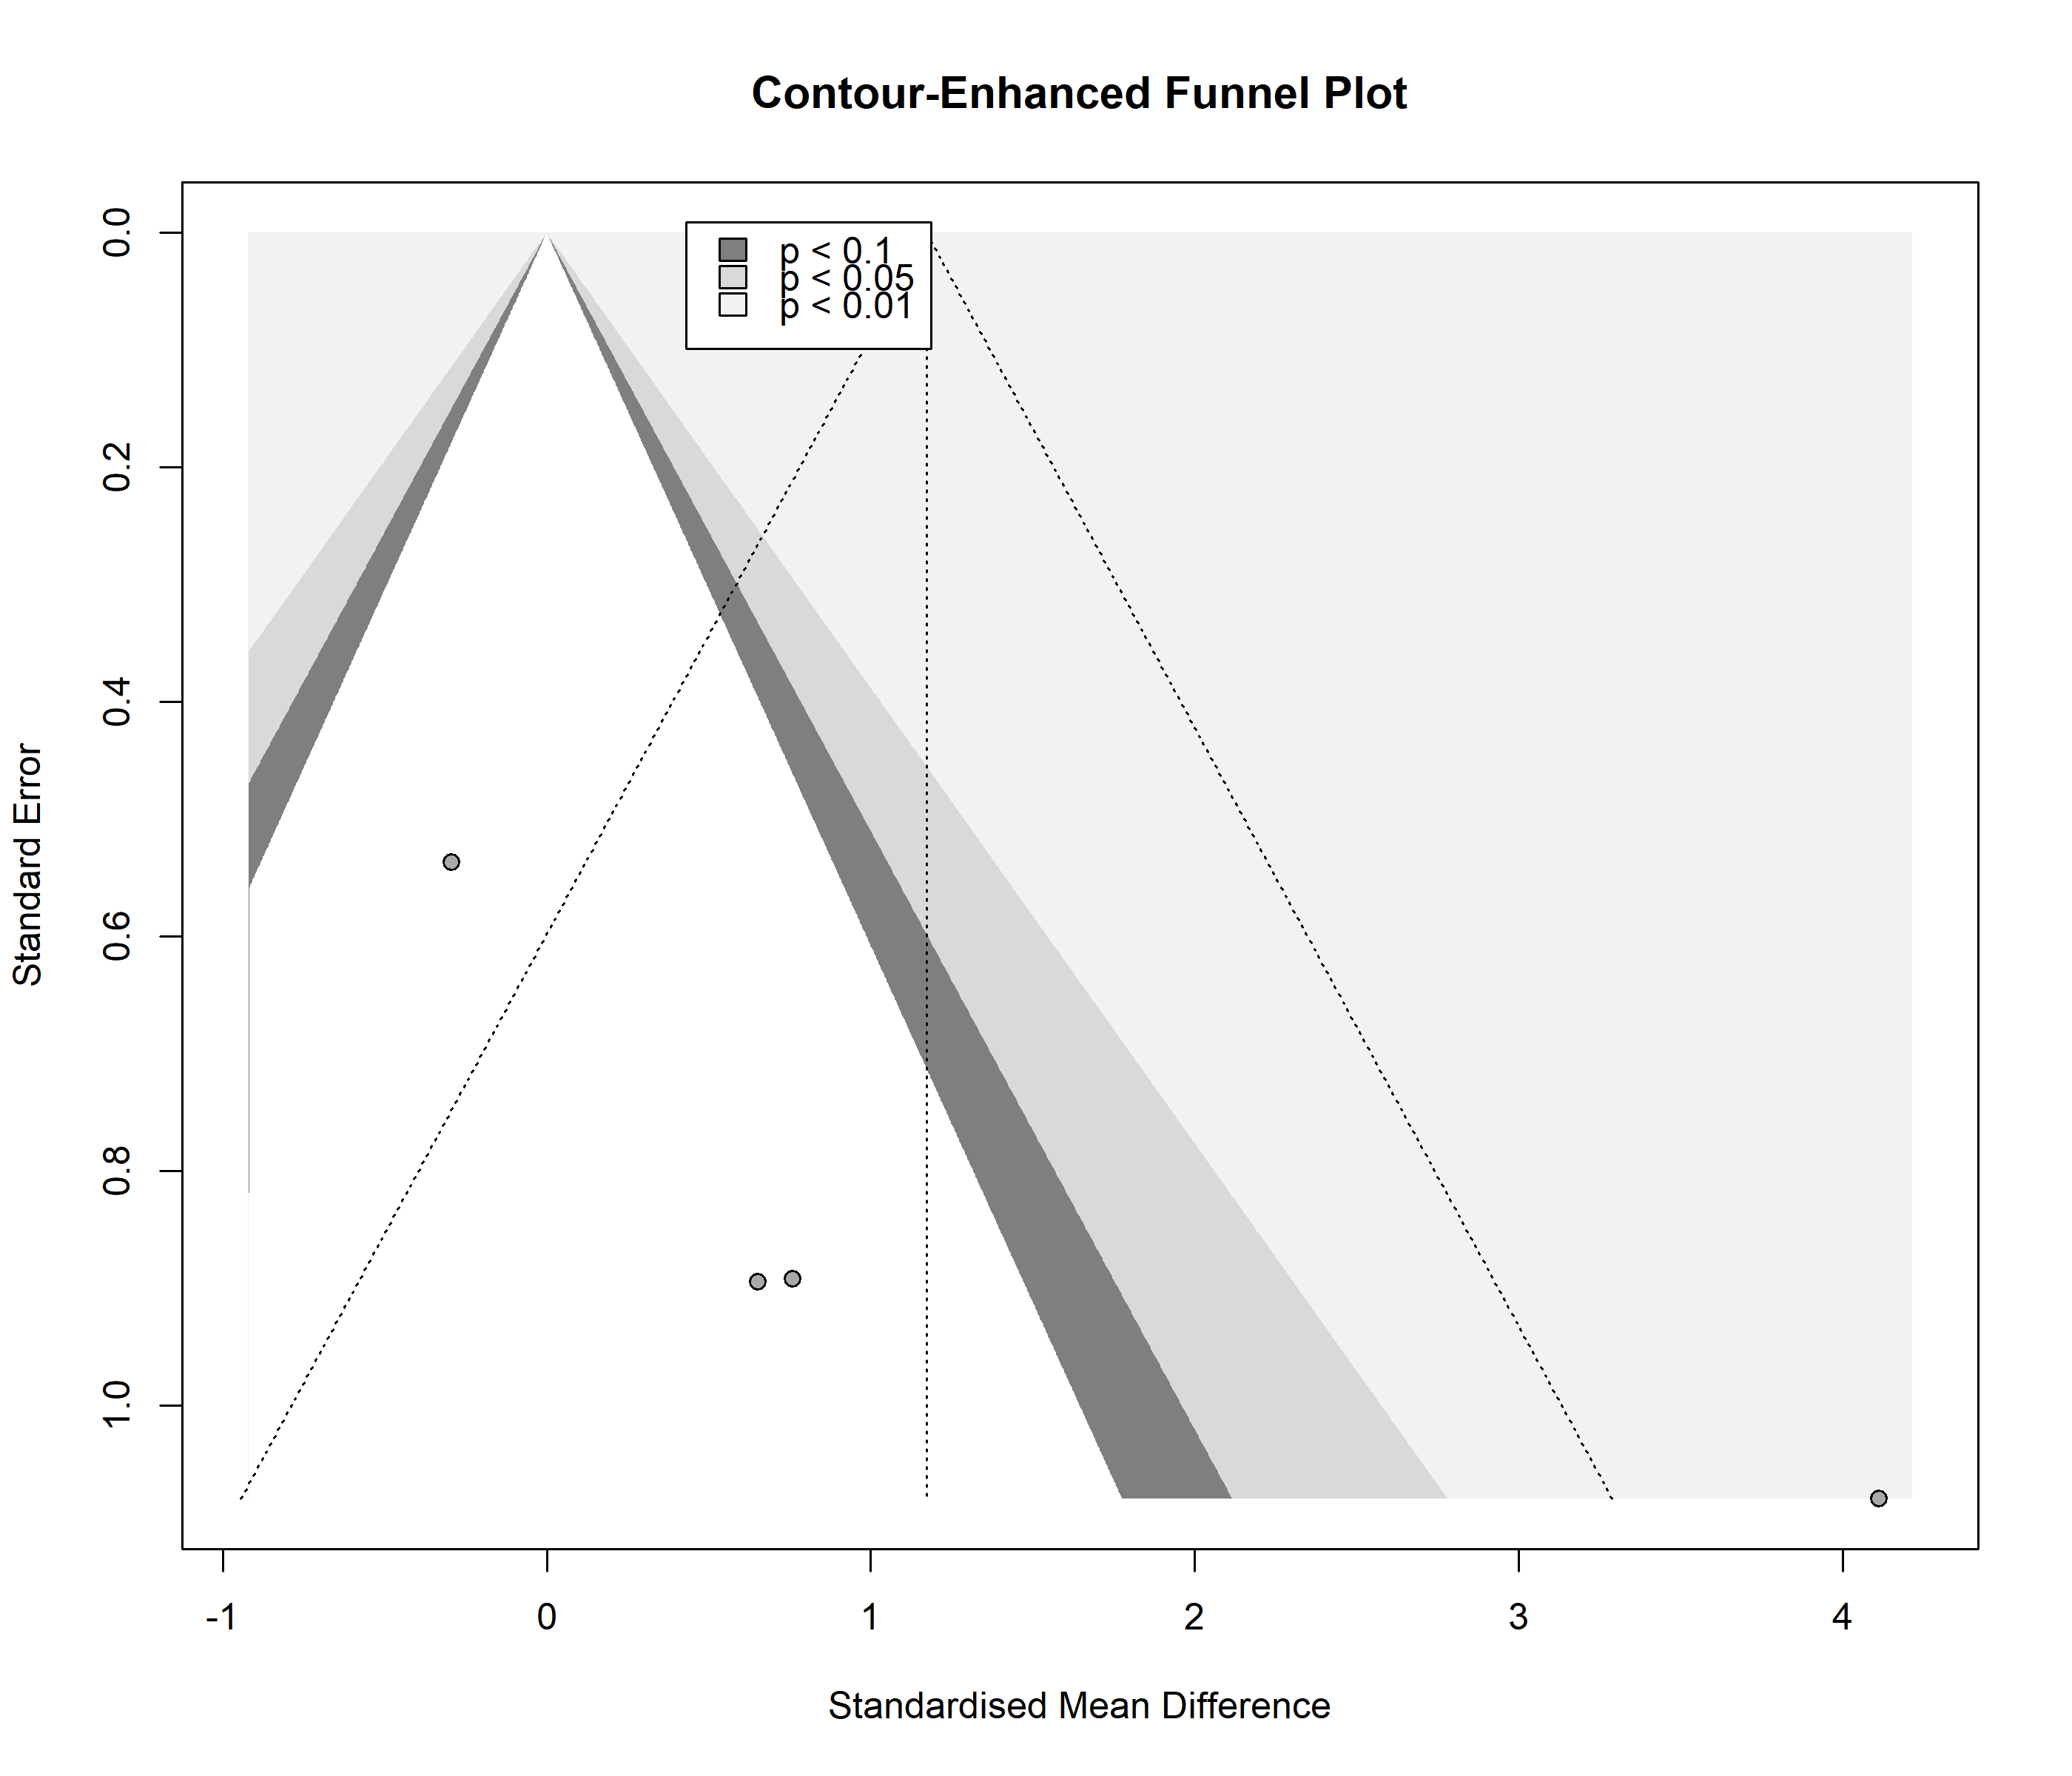 Contour-Enhanced Funnel Plot
p < 0.1
p < 0.05
p < 0.01
0.0
0.2
0.4
0.6
0.8
1.0
Standard Error
-1 0 1 2 3 4
Standardised Mean Difference